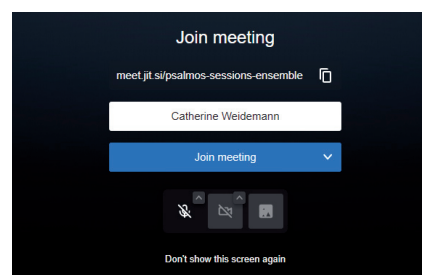 Join meeting
meet.jit.si/psalmos-sessions-ensemble
Catherine Weidemann
Join meeting
Don't show this screen again